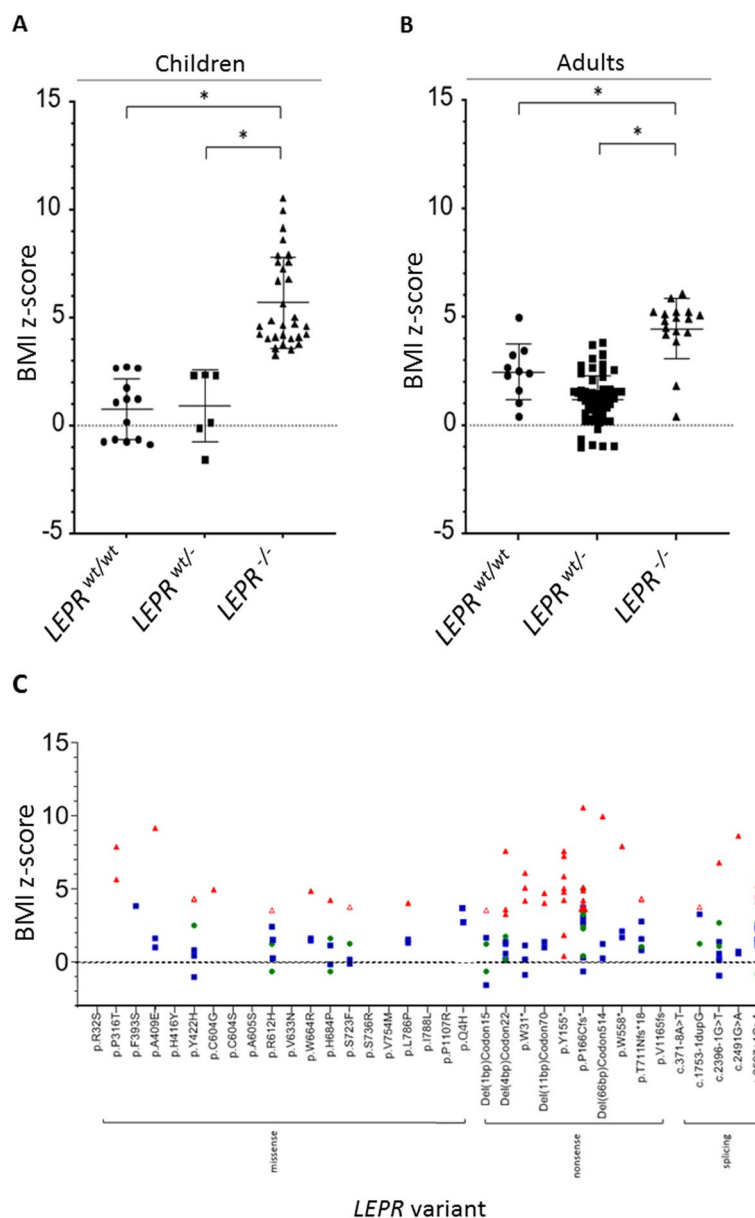 A
Children
15
10
5
0
-5
BMI z-score
*
*
LEPR wt/wt
LEPR wt/-
LEPR -/-
B
Adults
15
10
5
0
-5
BMI z-score
*
*
LEPR wt/wt
LEPR wt/-
LEPR -/-
C
15
10
5
0
BMI z-score
p.R32S
p.P316T
p.F393S
p.A409E
p.H416Y
p.Y422H
p.C604G
p.C604S
p.A605S
p.R612H
p.V633N
p.W664R
p.H684P
p.S723F
p.S736R
p.V754M
p.L786P
p.I788L
p.P1107R
p.Q4H
Del(1bp)Codon15
Del(4bp)Codon22
p.W31*
Del(11bp)Codon70
p.Y155*
p.P166Cfs*
Del(66bp)Codon514
p.W558*
p.T711Nfs*18
p.V1165fs
c.371-8A>T
c.1753-1dupG
c.2396-1G>T
c.2491G>A
missense
nonsense
splicing
LEPR variant